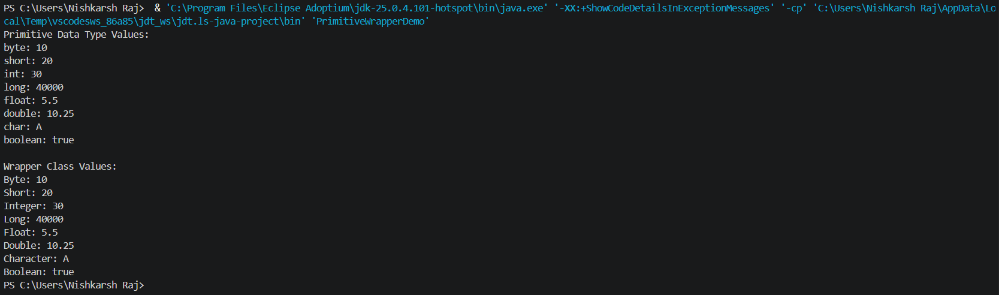 PS C:\Users\Nishkarsh Raj>  & 'C:\Program Files\Eclipse Adoptium\jdk-25.0.4.101-hotspot\bin\java.exe' '-XX:+ShowCodeDetailsInExceptionMessages' '-cp' 'C:\Users\Nishkarsh Raj\AppData\Lo
cal\Temp\vscodesws_86a85\jdt_ws\jdt.ls-java-project\bin' 'PrimitiveWrapperDemo'
Primitive Data Type Values:
byte: 10
short: 20
int: 30
long: 40000
float: 5.5
double: 10.25
char: A
boolean: true

Wrapper Class Values:
Byte: 10
Short: 20
Integer: 30
Long: 40000
Float: 5.5
Double: 10.25
Character: A
Boolean: true
PS C:\Users\Nishkarsh Raj>